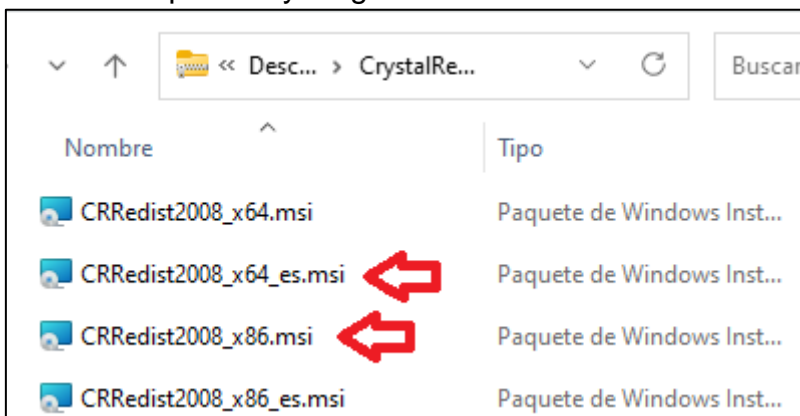 « Desc... › CrystalRe...
Buscar
Nombre
Tipo
CRRedist2008_x64.msi
Paquete de Windows Inst...
CRRedist2008_x64_es.msi
Paquete de Windows Inst...
CRRedist2008_x86.msi
Paquete de Windows Inst...
CRRedist2008_x86_es.msi
Paquete de Windows Inst...